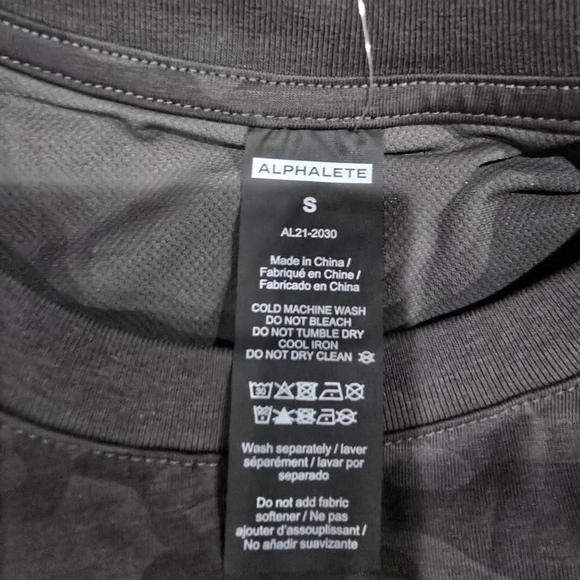 ALPHALETE
S
AL21-2030
Made in China /
Fabriqué en Chine /
Fabricado en China
COLD MACHINE WASH
DO NOT BLEACH
DO NOT TUMBLE DRY
COOL IRON
DO NOT DRY CLEAN
30
Wash separately / laver
séparément / lavar por
separado
Do not add fabric
softener / Ne pas
ajouter d'assouplissant /
No añadir suavizante